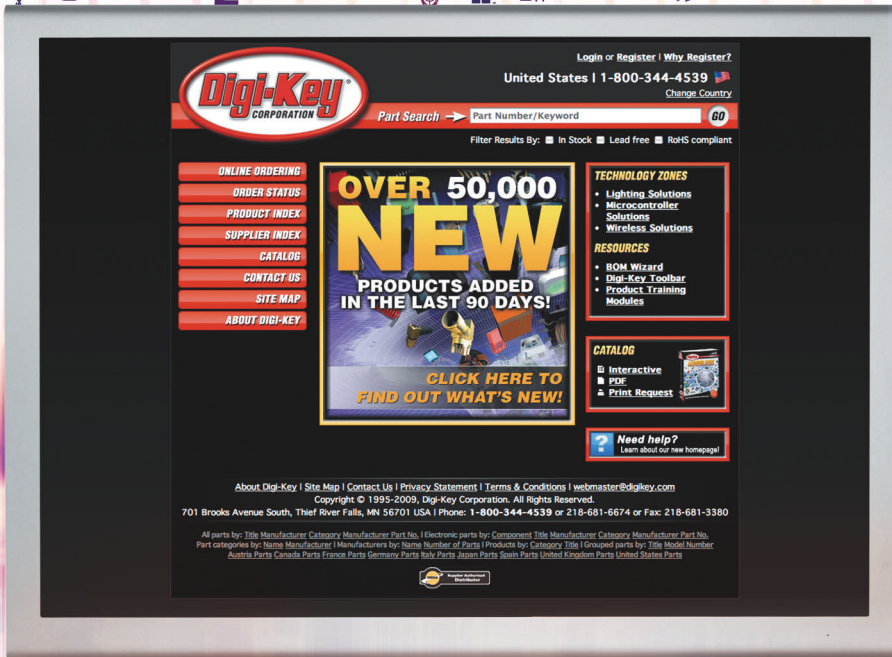 Login or Register | Why Register?
United States | 1-800-344-4539
Change Country
Digi-Key
CORPORATION
Part Search
Part Number/Keyword
GO
Filter Results By: In Stock Lead free RoHS compliant
ONLINE ORDERING
ORDER STATUS
PRODUCT INDEX
SUPPLIER INDEX
CATALOG
CONTACT US
SITE MAP
ABOUT DIGI-KEY
OVER 50,000
NEW
PRODUCTS ADDED
IN THE LAST 90 DAYS!
CLICK HERE TO
FIND OUT WHAT'S NEW!
TECHNOLOGY ZONES
• Lighting Solutions
• Microcontroller
Solutions
• Wireless Solutions
RESOURCES
• BOM Wizard
• Digi-Key Toolbar
• Product Training
Modules
CATALOG
Interactive
PDF
Print Request
? Need help?
Learn about our new homepage!
About Digi-Key | Site Map | Contact Us | Privacy Statement | Terms & Conditions | webmaster@digikey.com
Copyright © 1995-2009, Digi-Key Corporation. All Rights Reserved.
701 Brooks Avenue South, Thief River Falls, MN 56701 USA | Phone: 1-800-344-4539 or 218-681-6674 or Fax: 218-681-3380
All parts by: Title Manufacturer Category Manufacturer Part No. | Electronic parts by: Component Title Manufacturer Category Manufacturer Part No.
Part categories by: Name Manufacturer | Manufacturers by: Name Number of Parts | Products by: Category Title | Grouped parts by: Title Model Number
Austria Parts Canada Parts France Parts Germany Parts Italy Parts Japan Parts Spain Parts United Kingdom Parts United States Parts
Supplier Authorized
Distributor